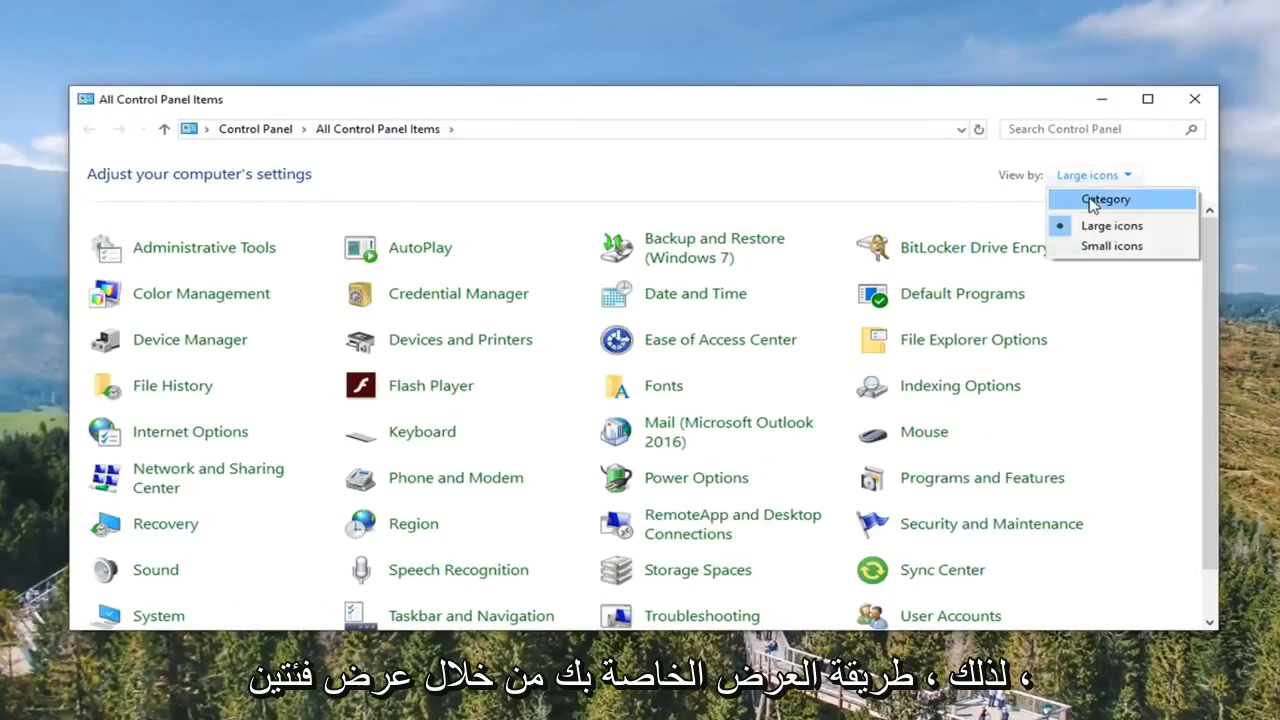 All Control Panel Items
Control Panel
All Control Panel Items
Search Control Panel
Adjust your computer's settings
View by:
Large icons
Category
Large icons
Small icons
Administrative Tools
AutoPlay
Backup and Restore
(Windows 7)
BitLocker Drive Encry
Color Management
Credential Manager
Date and Time
Default Programs
Device Manager
Devices and Printers
Ease of Access Center
File Explorer Options
File History
Flash Player
Fonts
Indexing Options
Internet Options
Keyboard
Mail (Microsoft Outlook
2016)
Mouse
Network and Sharing
Center
Phone and Modem
Power Options
Programs and Features
Recovery
Region
RemoteApp and Desktop
Connections
Security and Maintenance
Sound
Speech Recognition
Storage Spaces
Sync Center
System
Taskbar and Navigation
Troubleshooting
User Accounts
، لذلك ، طريقة العرض الخاصة بك من خلال عرض فئتين